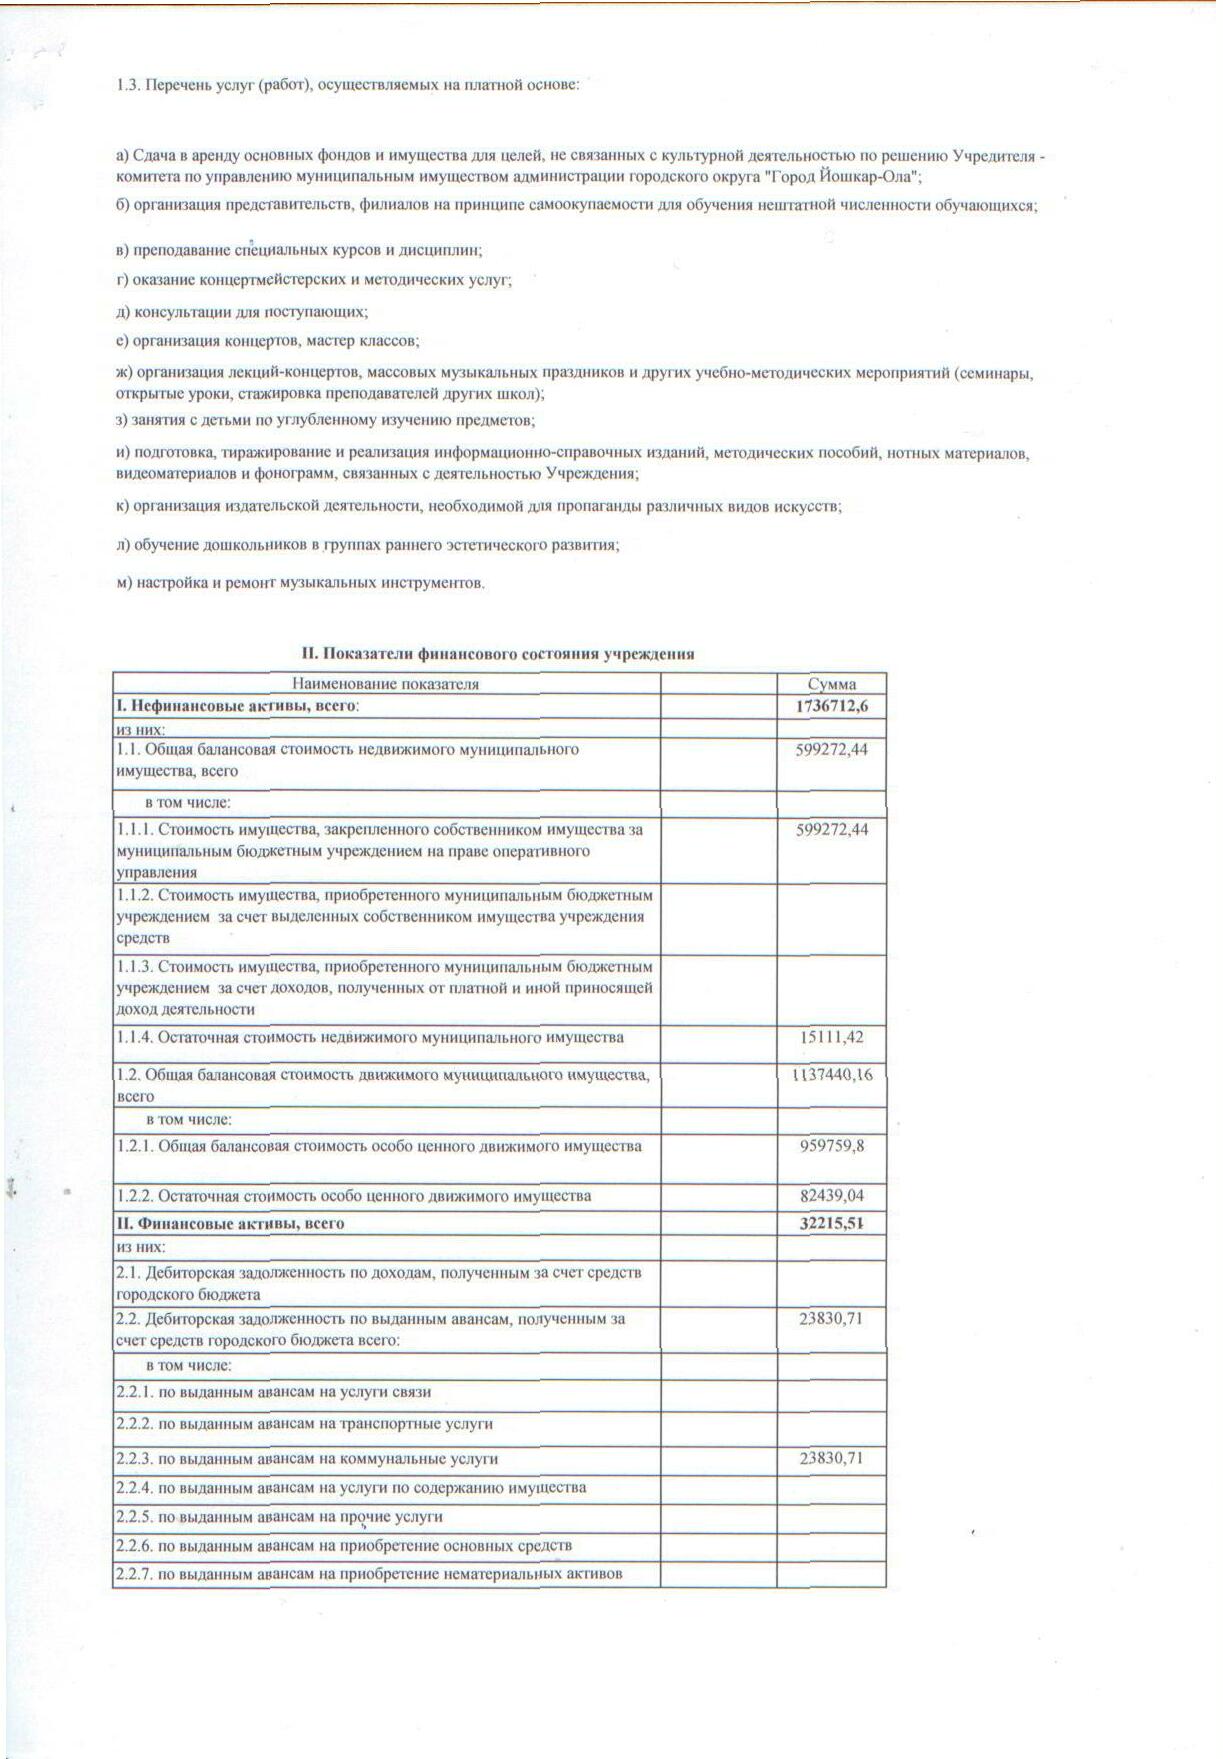 1.3. Перечень услуг (работ), осуществляемых на платной основе:
а) Сдача в аренду основных фондов и имущества для целей, не связанных с культурной деятельностью по решению Учредителя -
комитета по управлению муниципальным имуществом администрации городского округа "Город Йошкар-Ола";
б) организация представительств, филиалов на принципе самоокупаемости для обучения нештатной численности обучающихся;
в) преподавание специальных курсов и дисциплин;
г) оказание концертмейстерских и методических услуг;
д) консультации для поступающих;
е) организация концертов, мастер классов;
ж) организация лекций-концертов, массовых музыкальных праздников и других учебно-методических мероприятий (семинары,
открытые уроки, стажировка преподавателей других школ);
з) занятия с детьми по углубленному изучению предметов;
и) подготовка, тиражирование и реализация информационно-справочных изданий, методических пособий, нотных материалов,
видеоматериалов и фонограмм, связанных с деятельностью Учреждения;
к) организация издательской деятельности, необходимой для пропаганды различных видов искусств;
л) обучение дошкольников в группах раннего эстетического развития;
м) настройка и ремонт музыкальных инструментов.
II. Показатели финансового состояния учреждения
Наименование показателя Сумма
I. Нефинансовые активы, всего: 1736712,6
из них:
1.1. Общая балансовая стоимость недвижимого муниципального 599272,44
имущества, всего
в том числе:
1.1.1. Стоимость имущества, закрепленного собственником имущества за 599272,44
муниципальным бюджетным учреждением на праве оперативного
управления
1.1.2. Стоимость имущества, приобретенного муниципальным бюджетным
учреждением за счет выделенных собственником имущества учреждения
средств
1.1.3. Стоимость имущества, приобретенного муниципальным бюджетным
учреждением за счет доходов, полученных от платной и иной приносящей
доход деятельности
1.1.4. Остаточная стоимость недвижимого муниципального имущества 15111,42
1.2. Общая балансовая стоимость движимого муниципального имущества, 1137440,16
всего
в том числе:
1.2.1. Общая балансовая стоимость особо ценного движимого имущества 959759,8
1.2.2. Остаточная стоимость особо ценного движимого имущества 82439,04
II. Финансовые активы, всего 32215,51
из них:
2.1. Дебиторская задолженность по доходам, полученным за счет средств
городского бюджета
2.2. Дебиторская задолженность по выданным авансам, полученным за 23830,71
счет средств городского бюджета всего:
в том числе:
2.2.1. по выданным авансам на услуги связи
2.2.2. по выданным авансам на транспортные услуги
2.2.3. по выданным авансам на коммунальные услуги 23830,71
2.2.4. по выданным авансам на услуги по содержанию имущества
2.2.5. по выданным авансам на прочие услуги
2.2.6. по выданным авансам на приобретение основных средств
2.2.7. по выданным авансам на приобретение нематериальных активов